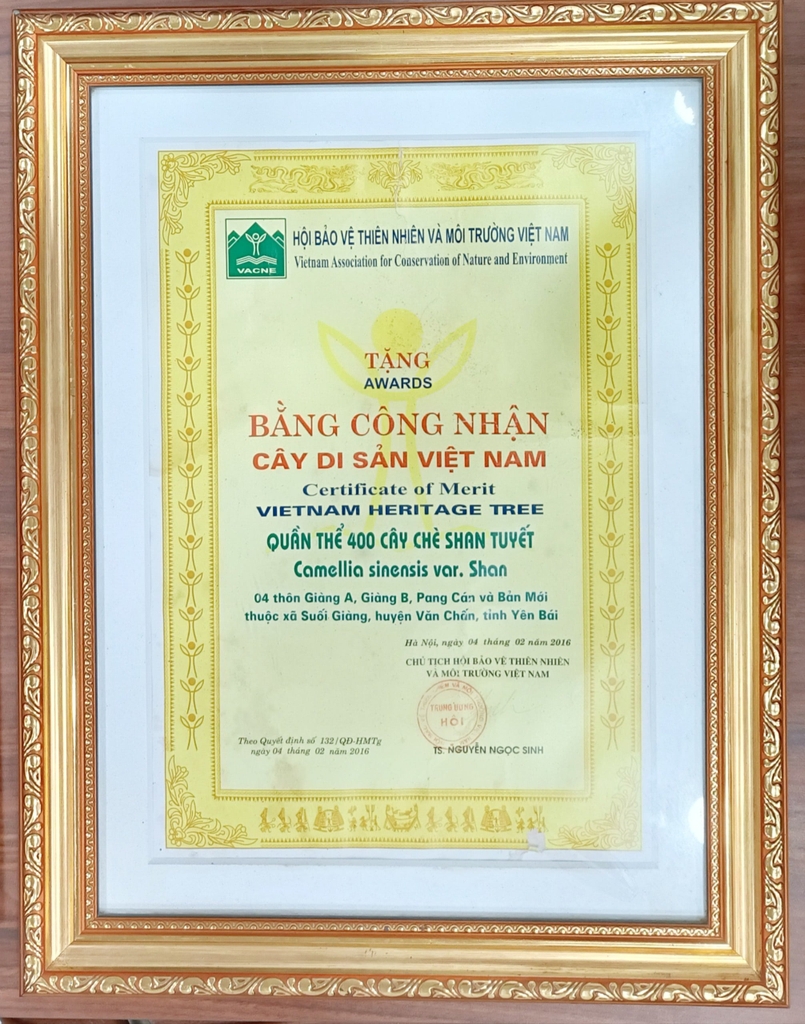 HỘI BẢO VỆ THIÊN NHIÊN VÀ MÔI TRƯỜNG VIỆT NAM
Vietnam Association for Conservation of Nature and Environment
VACNE
TẶNG
AWARDS
BẰNG CÔNG NHẬN
CÂY DI SẢN VIỆT NAM
Certificate of Merit
VIETNAM HERITAGE TREE
QUẦN THỂ 400 CÂY CHÈ SHAN TUYẾT
Camellia sinensis var. Shan
04 thôn Giàng A, Giàng B, Pang Cán và Bản Mới
thuộc xã Suối Giàng, huyện Văn Chấn, tỉnh Yên Bái
Hà Nội, ngày 04 tháng 02 năm 2016
CHỦ TỊCH HỘI BẢO VỆ THIÊN NHIÊN
VÀ MÔI TRƯỜNG VIỆT NAM
TRUNG ƯƠNG
HỘI
Theo Quyết định số 132/QĐ-HMTg
ngày 04 tháng 02 năm 2016
TS. NGUYỄN NGỌC SINH